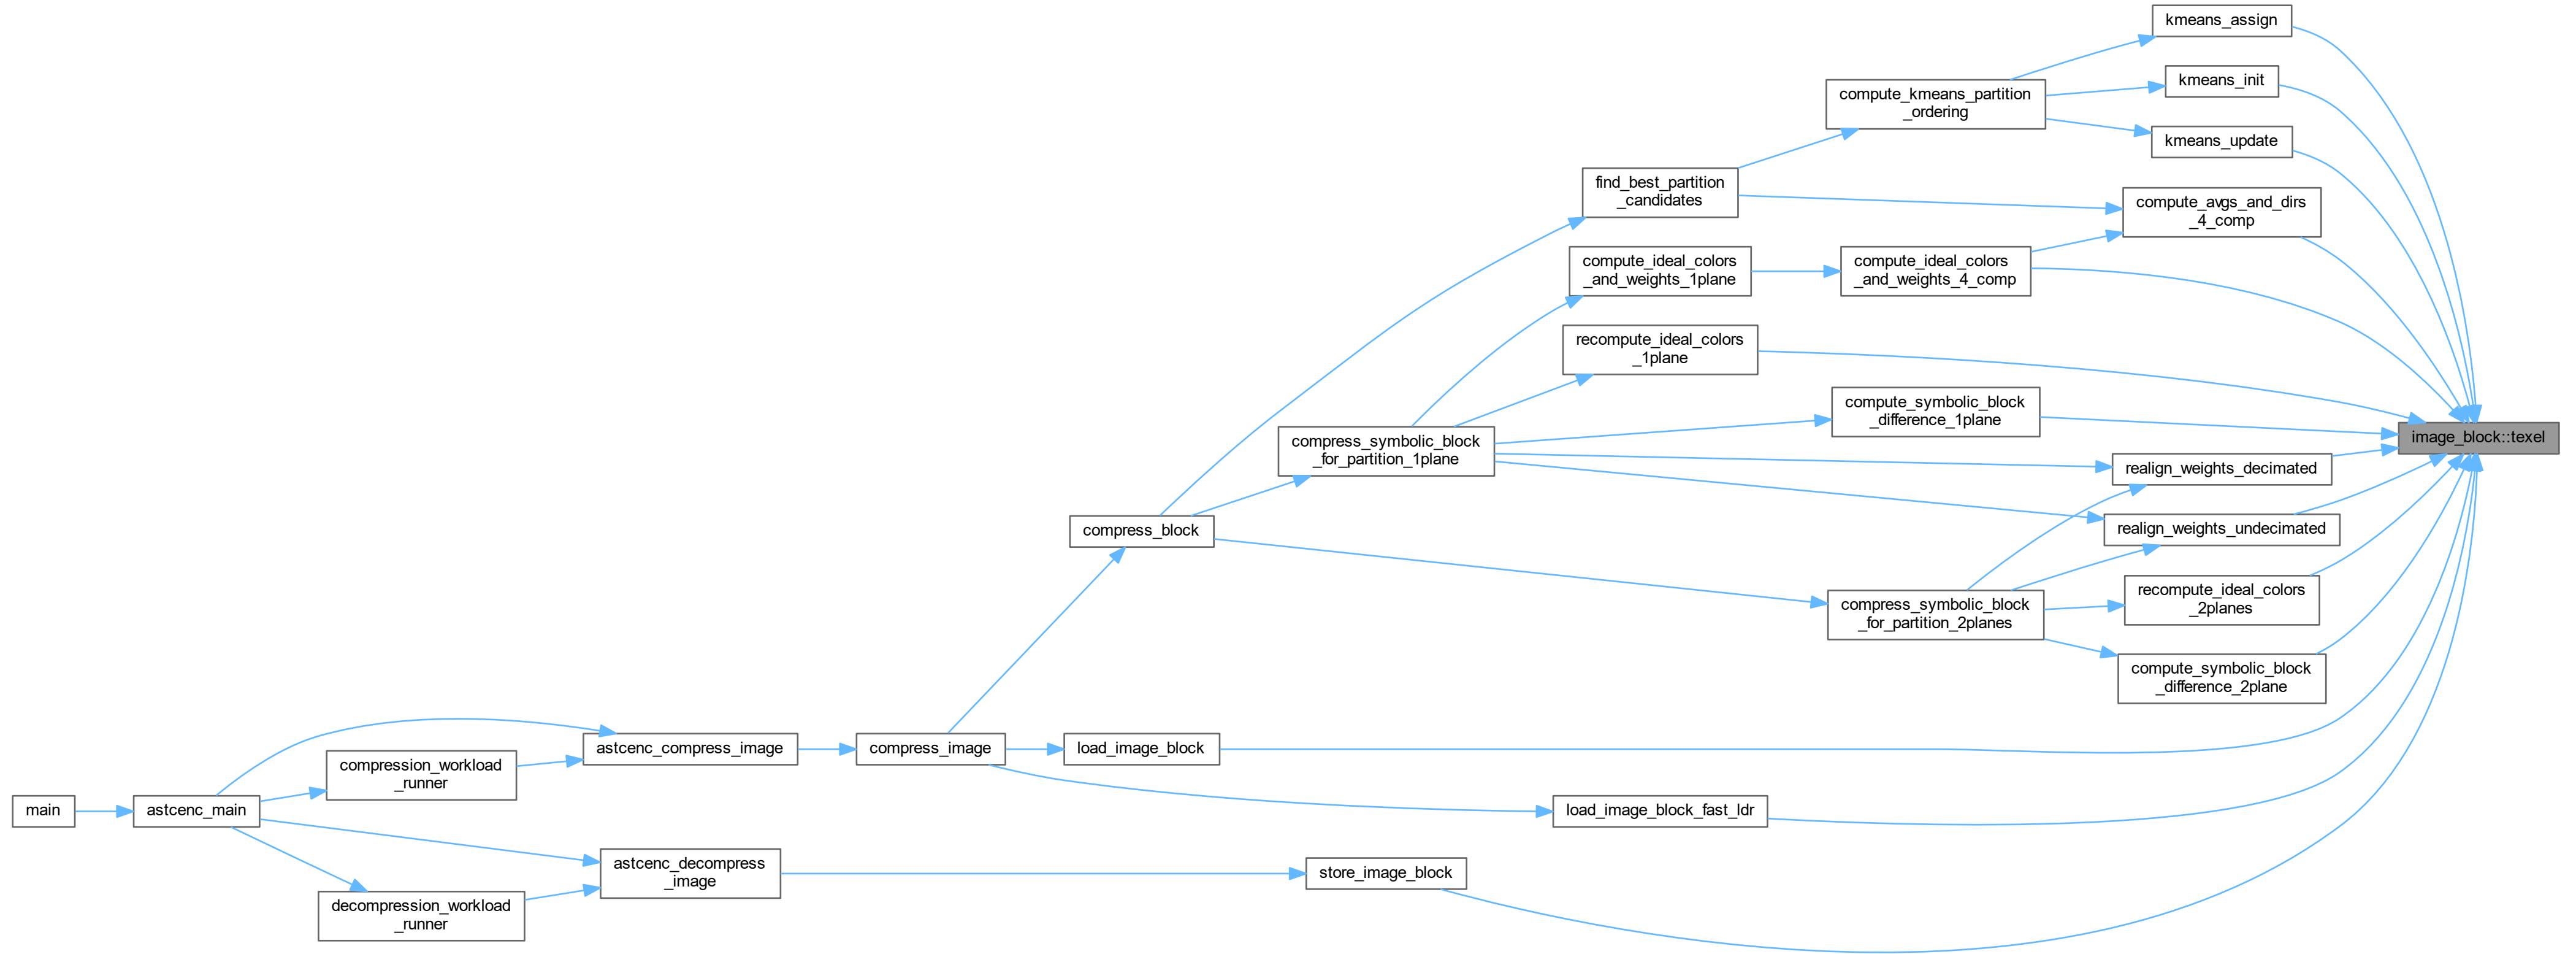 kmeans_assign
kmeans_init
compute_kmeans_partition
_ordering
kmeans_update
find_best_partition
_candidates
compute_avgs_and_dirs
_4_comp
compute_ideal_colors
_and_weights_1plane
compute_ideal_colors
_and_weights_4_comp
recompute_ideal_colors
_1plane
compute_symbolic_block
_difference_1plane
image_block::texel
compress_symbolic_block
_for_partition_1plane
realign_weights_decimated
compress_block
realign_weights_undecimated
compress_symbolic_block
_for_partition_2planes
recompute_ideal_colors
_2planes
compute_symbolic_block
_difference_2plane
astcenc_compress_image
compress_image
load_image_block
compression_workload
_runner
main
astcenc_main
load_image_block_fast_ldr
astcenc_decompress
_image
store_image_block
decompression_workload
_runner